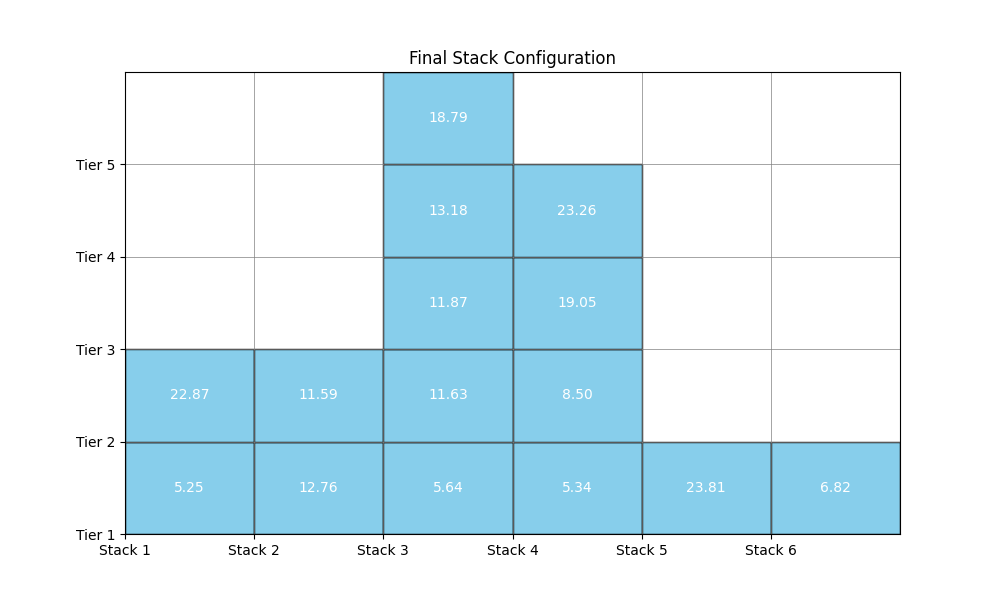 Final Stack Configuration
18.79
Tier 5
13.18 23.26
Tier 4
11.87 19.05
Tier 3
22.87 11.59 11.63 8.50
Tier 2
5.25 12.76 5.64 5.34 23.81 6.82
Tier 1
Stack 1 Stack 2 Stack 3 Stack 4 Stack 5 Stack 6